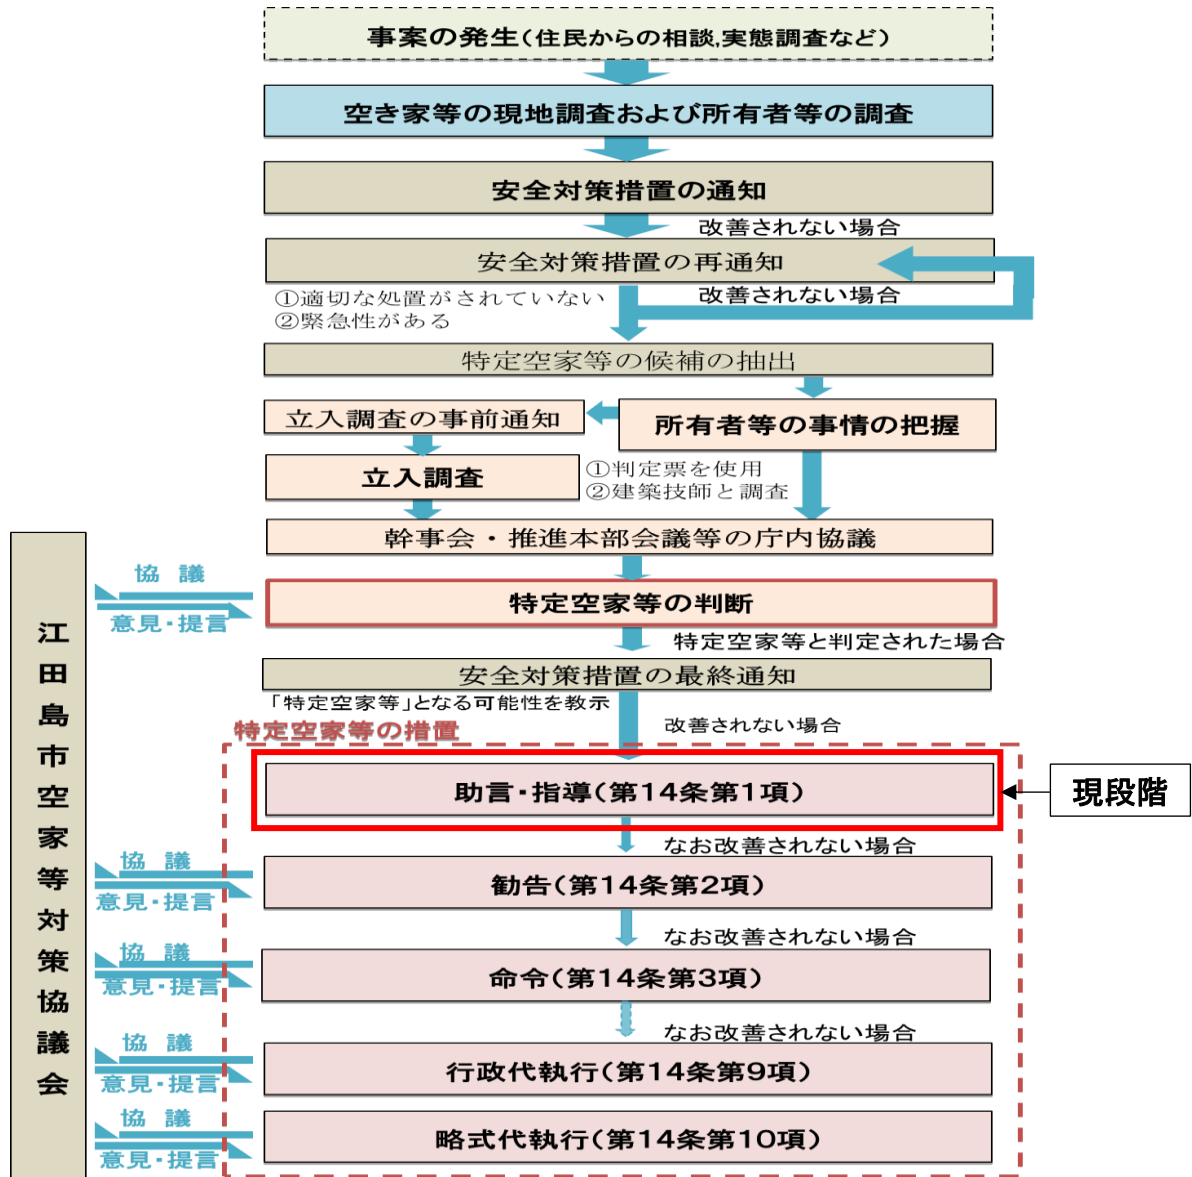 事案の発生(住民からの相談,実態調査など)
空き家等の現地調査および所有者等の調査
安全対策措置の通知
改善されない場合
安全対策措置の再通知
①適切な処置がされていない
②緊急性がある
改善されない場合
特定空家等の候補の抽出
立入調査の事前通知
所有者等の事情の把握
立入調査
①判定票を使用
②建築技師と調査
幹事会・推進本部会議等の庁内協議
協 議
意見・提言
特定空家等の判断
特定空家等と判定された場合
安全対策措置の最終通知
「特定空家等」となる可能性を教示
改善されない場合
特定空家等の措置
助言・指導(第14条第1項)
現段階
なお改善されない場合
協 議
意見・提言
勧告(第14条第2項)
なお改善されない場合
協 議
意見・提言
命令(第14条第3項)
なお改善されない場合
協 議
意見・提言
行政代執行(第14条第9項)
協 議
意見・提言
略式代執行(第14条第10項)
江田島市空家等対策協議会